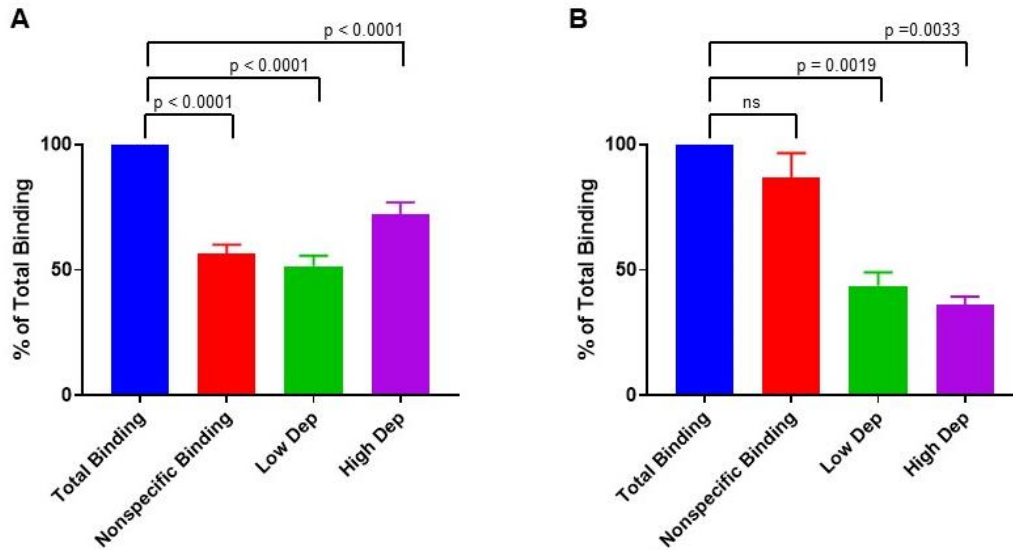 A
p < 0.0001
p < 0.0001
p < 0.0001
100
50
0
% of Total Binding
Total Binding
Nonspecific Binding
Low Dep
High Dep
B
p =0.0033
p = 0.0019
ns
100
50
0
% of Total Binding
Total Binding
Nonspecific Binding
Low Dep
High Dep